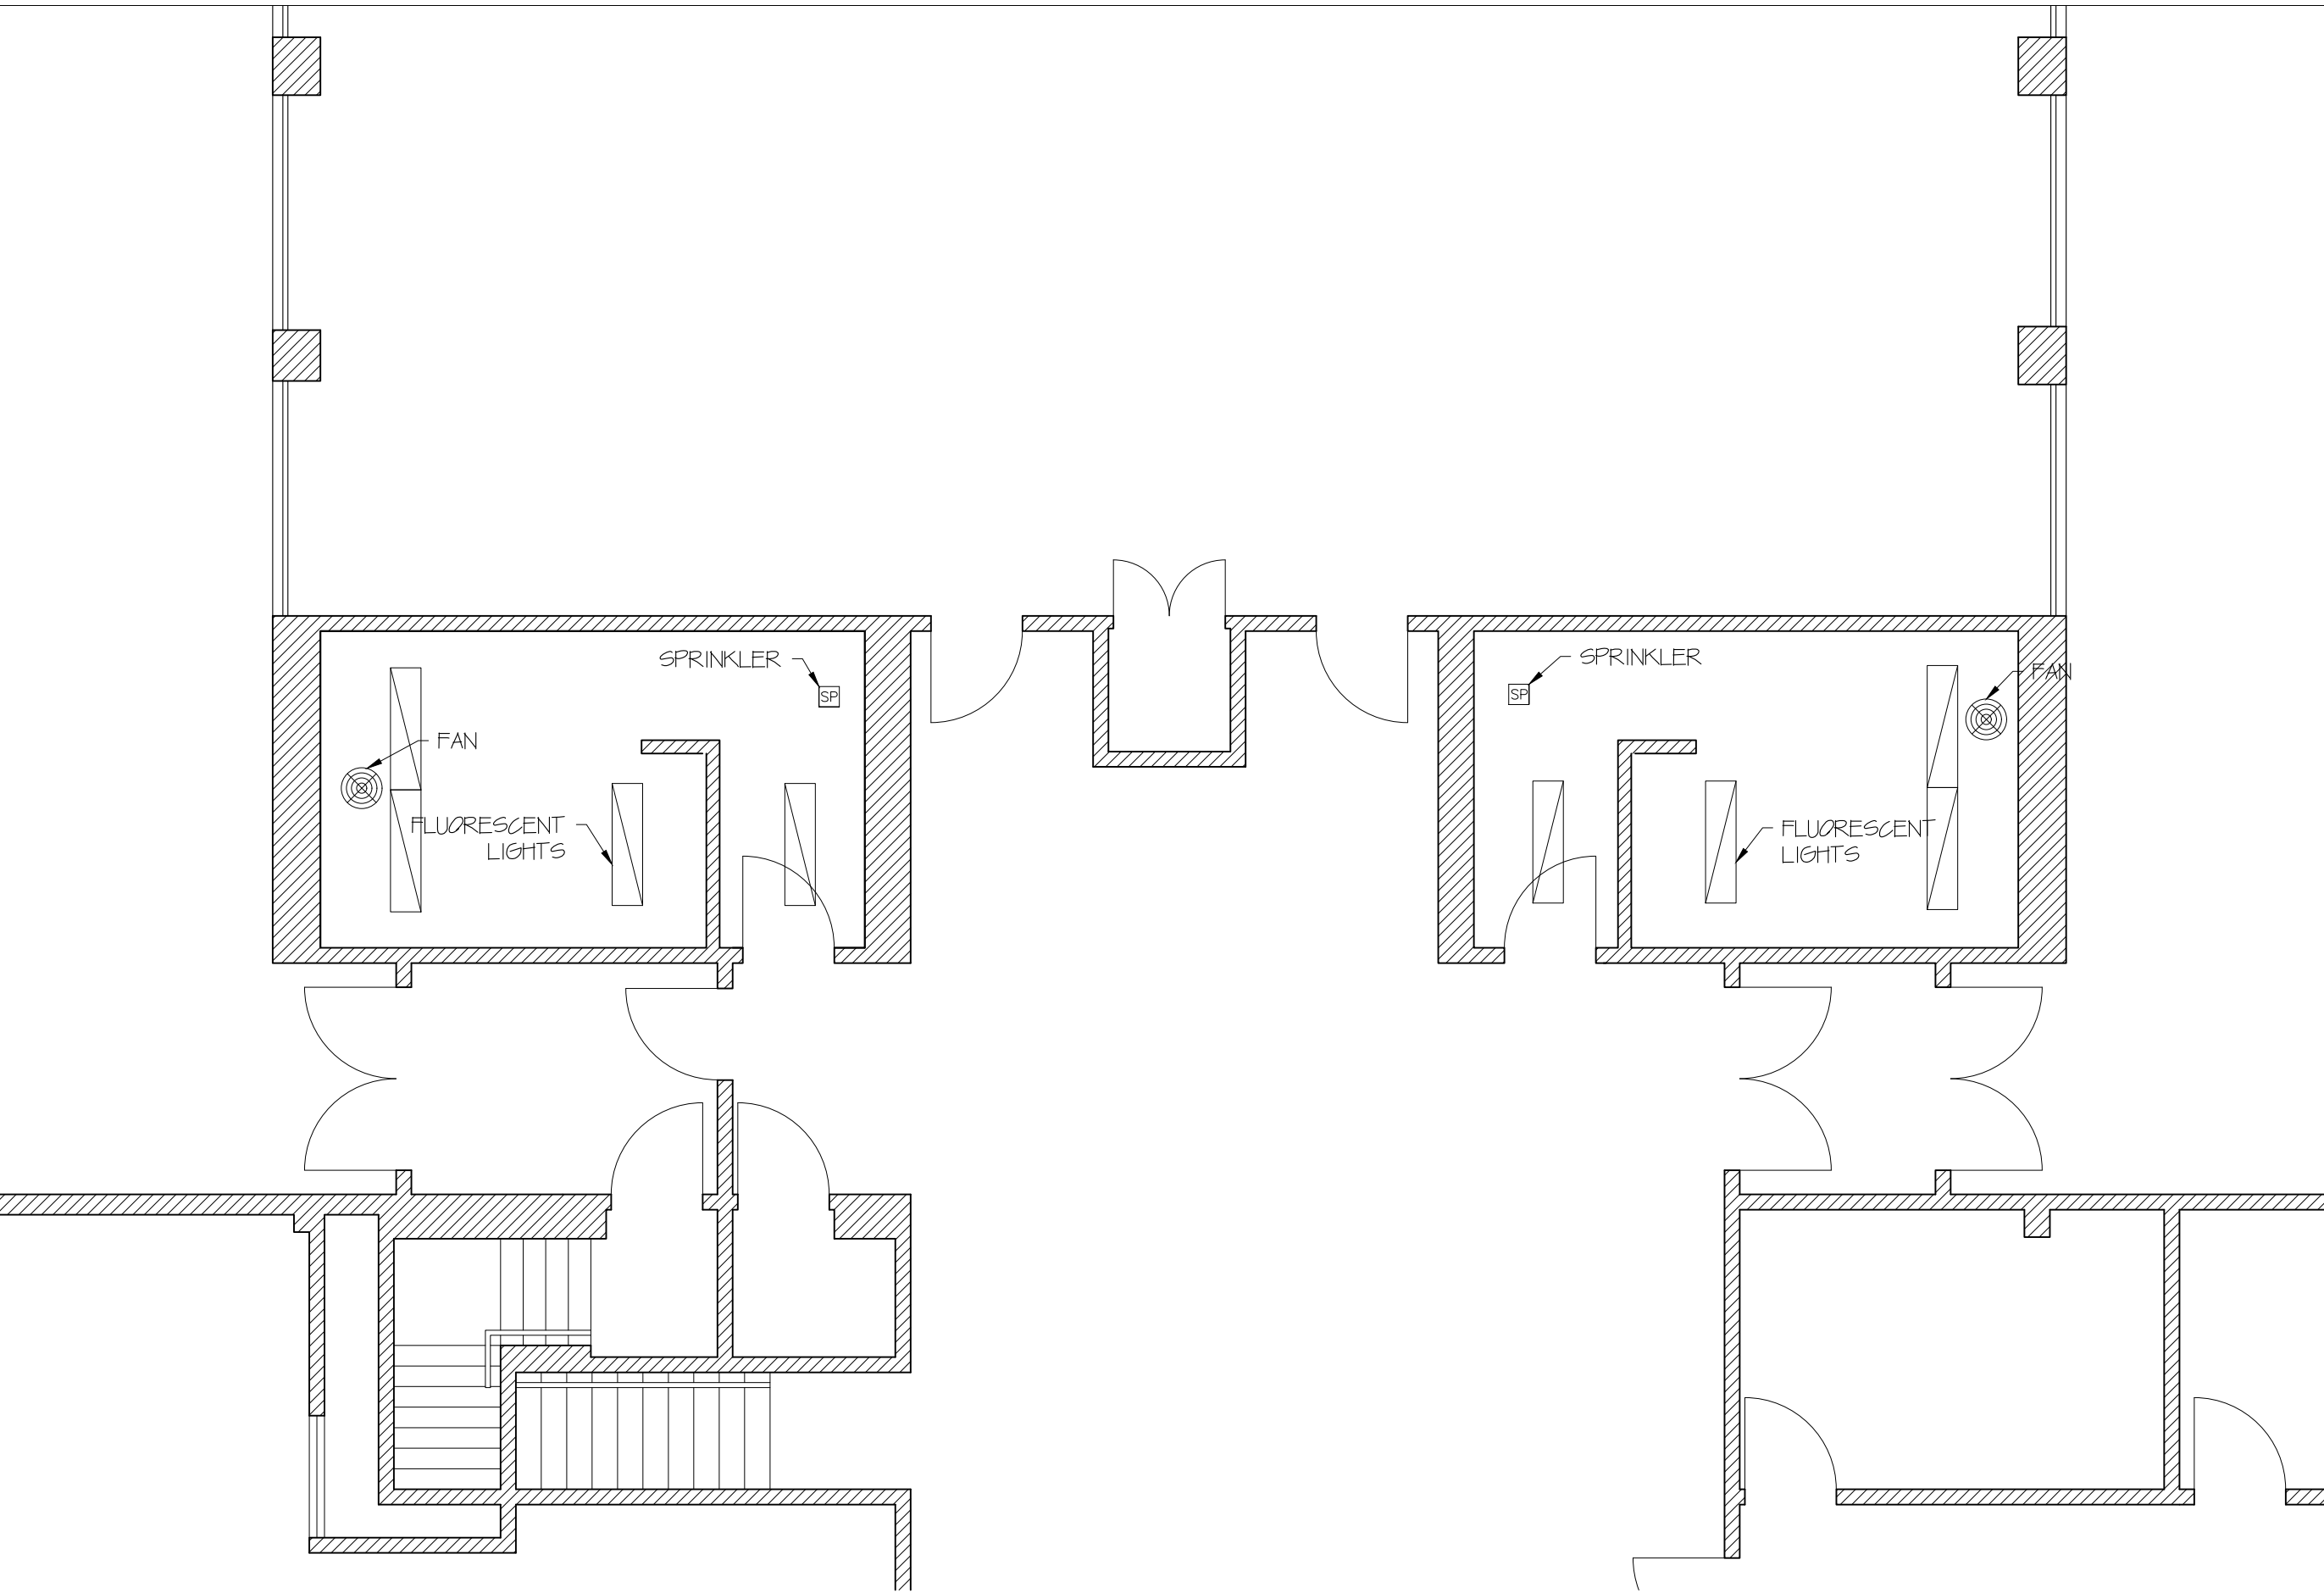 SPRINKLER
SP
FAN
FLUORESCENT
LIGHTS
SPRINKLER
SP
FAN
FLUORESCENT
LIGHTS